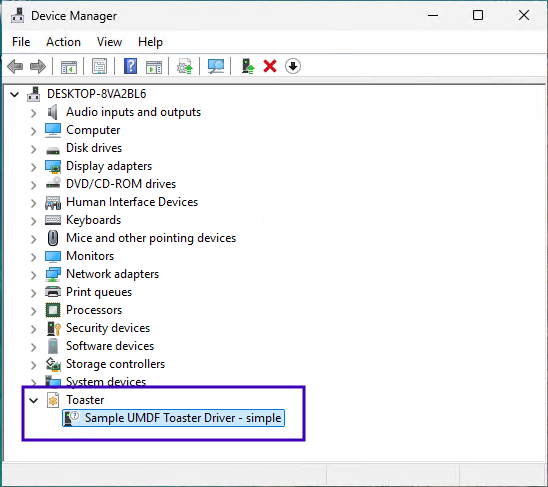 Device Manager
File Action View Help
DESKTOP-8VA2BL6
Audio inputs and outputs
Computer
Disk drives
Display adapters
DVD/CD-ROM drives
Human Interface Devices
Keyboards
Mice and other pointing devices
Monitors
Network adapters
Print queues
Processors
Security devices
Software devices
Storage controllers
System devices
Toaster
Sample UMDF Toaster Driver - simple